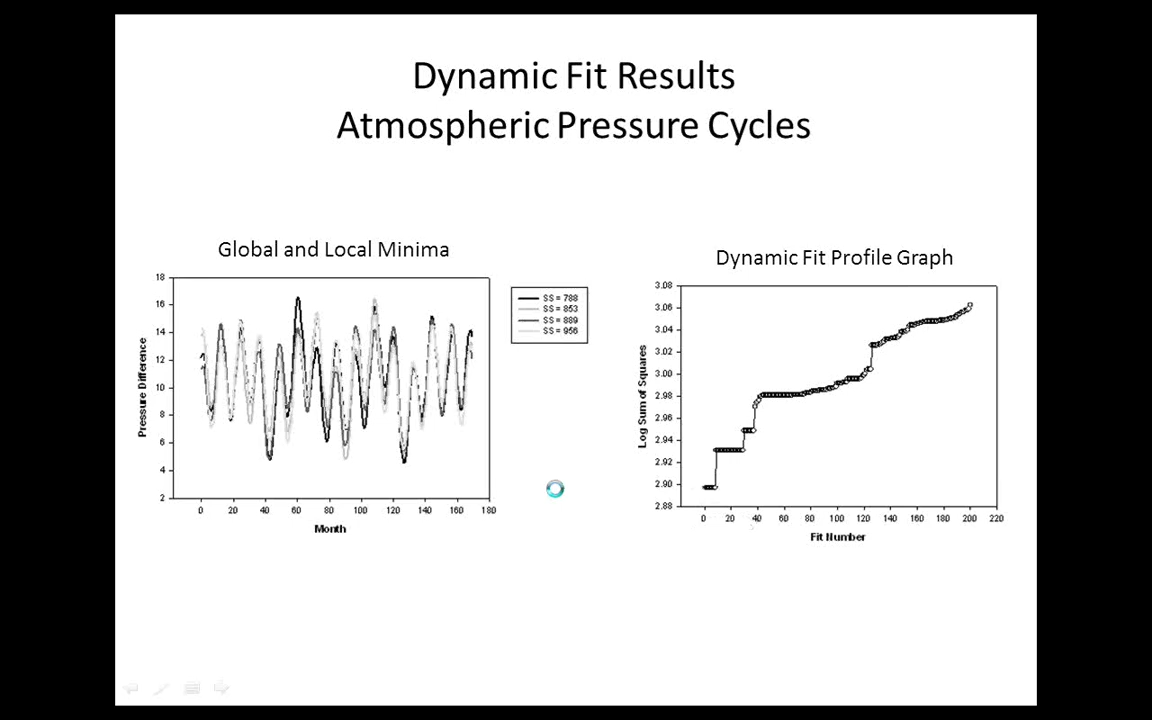 Dynamic Fit Results
Atmospheric Pressure Cycles
Global and Local Minima
18
16
14
12
10
8
6
4
2
Pressure Difference
0 20 40 60 80 100 120 140 160 180
Month
SS = 788
SS = 853
SS = 889
SS = 956
Dynamic Fit Profile Graph
3.08
3.06
3.04
3.02
3.00
2.98
2.96
2.94
2.92
2.90
2.88
Log Sum of Squares
0 20 40 60 80 100 120 140 160 180 200 220
Fit Number